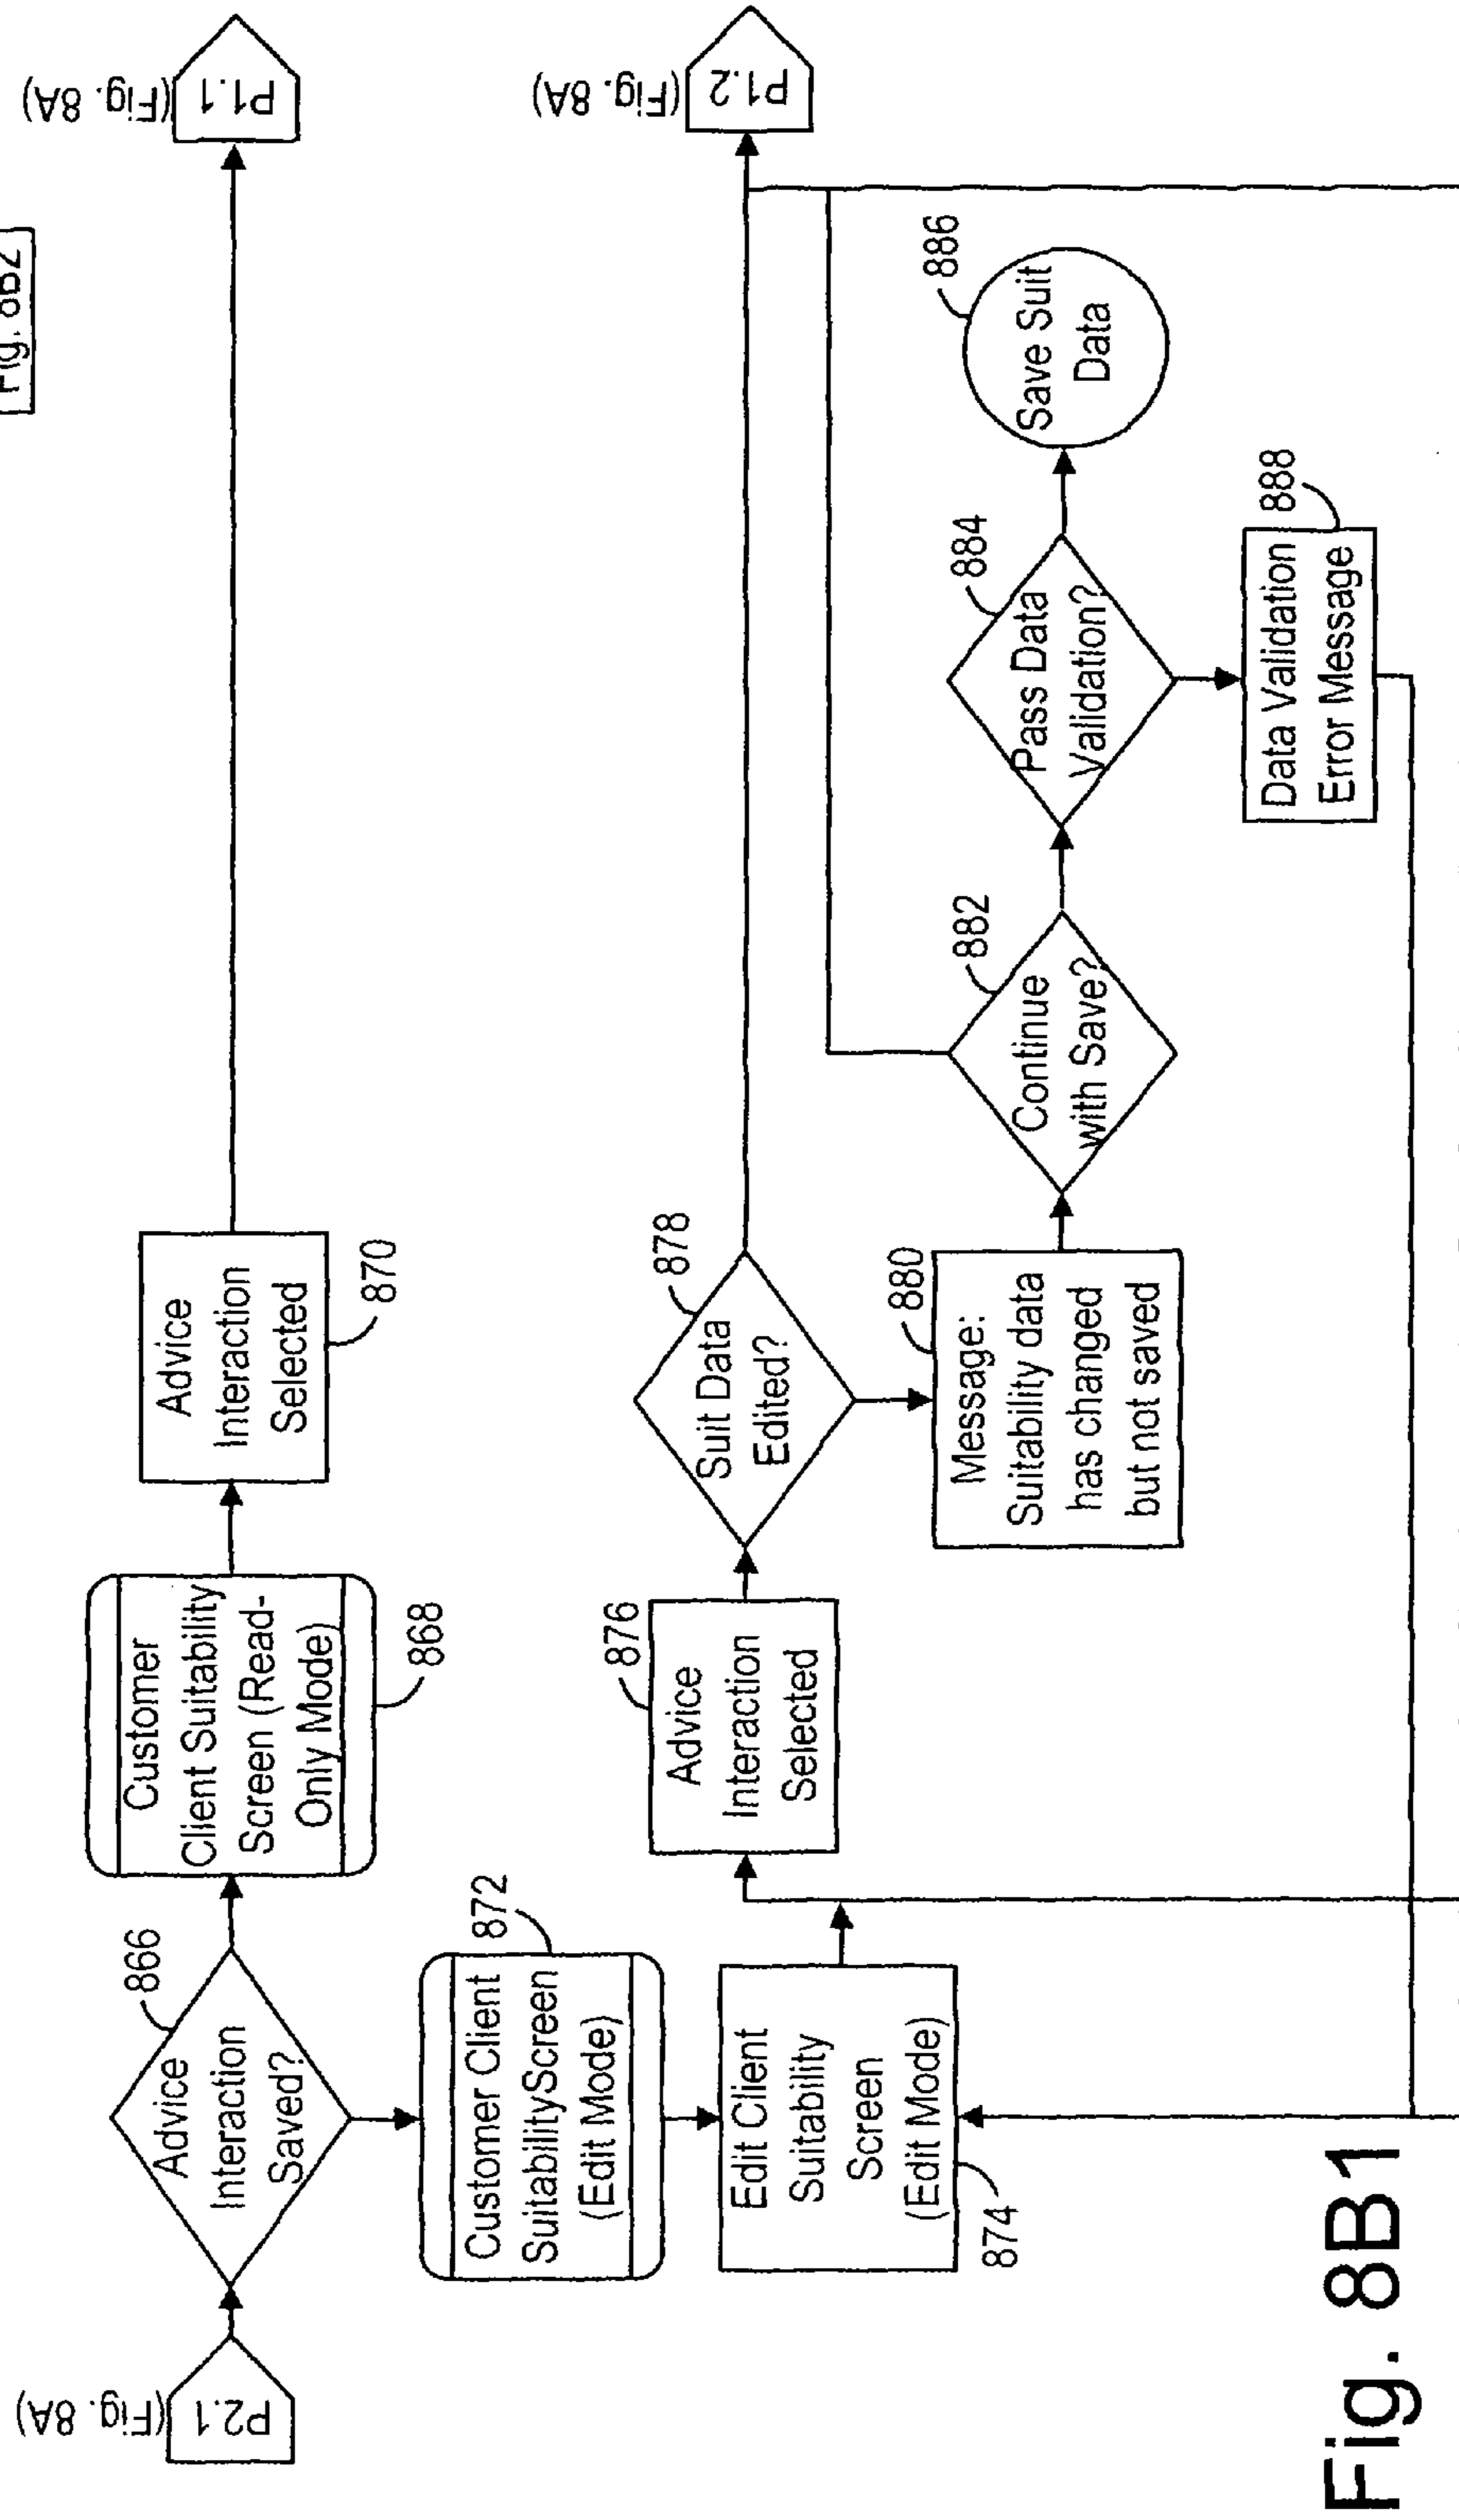 Fig. 8B2
(Fig. 8A)
P2.1
866
Advice
Interaction
Saved?
Customer
Client Suitability
Screen (Read-
Only Mode)
868
Advice
Interaction
Selected
870
(Fig. 8A)
P1.1
872
Customer Client
SuitabilityScreen
(Edit Mode)
Edit Client
Suitability
Screen
(Edit Mode)
874
876
Advice
Interaction
Selected
878
Suit Data
Edited?
(Fig. 8A)
P1.2
880
Message:
Suitability data
has changed
but not saved
882
Continue
with Save?
884
Pass Data
Validation?
886
Save Suit
Data
888
Data Validation
Error Message
Fig. 8B1